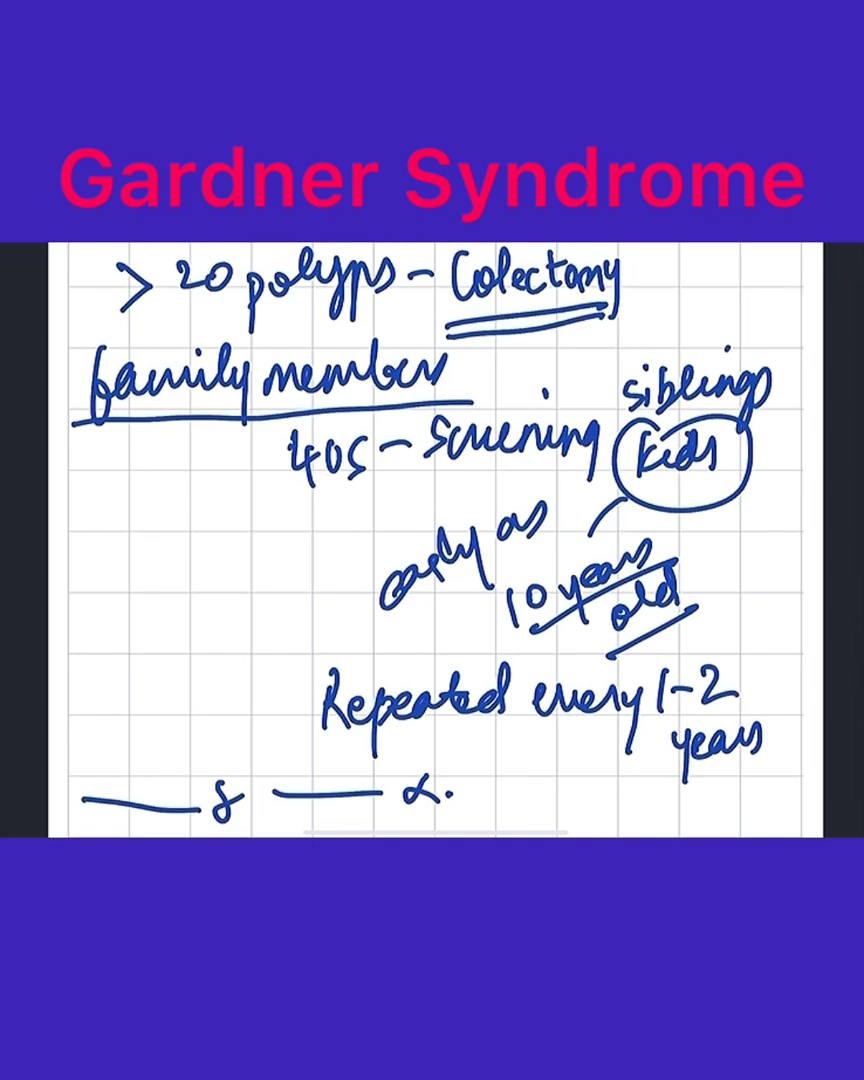 Gardner Syndrome
> 20 polyps - Colectomy
family member
siblings
40s - Screening kids
early as
10 years
old
Repeated every 1-2
years